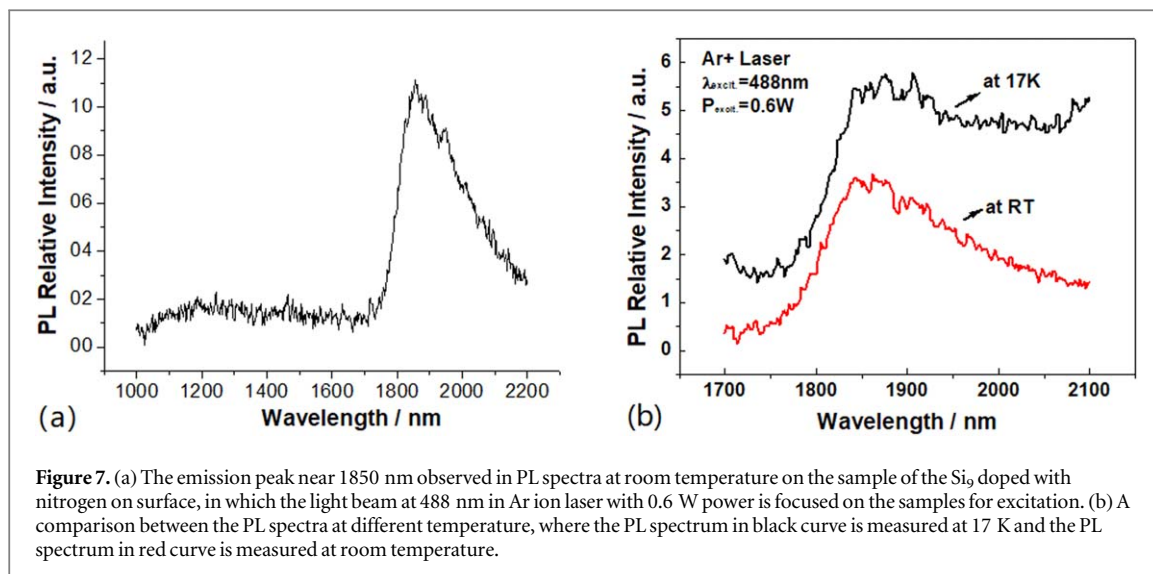 PL Relative Intensity / a.u.
12
10
08
06
04
02
00
1000 1200 1400 1600 1800 2000 2200
Wavelength / nm
(a)
PL Relative Intensity / a.u.
6
5
4
3
2
1
0
Ar+ Laser
λexcit.=488nm
Pexcit.=0.6W
at 17K
at RT
1700 1800 1900 2000 2100
Wavelength / nm
(b)
Figure 7. (a) The emission peak near 1850 nm observed in PL spectra at room temperature on the sample of the Si₉ doped with
nitrogen on surface, in which the light beam at 488 nm in Ar ion laser with 0.6 W power is focused on the samples for excitation. (b) A
comparison between the PL spectra at different temperature, where the PL spectrum in black curve is measured at 17 K and the PL
spectrum in red curve is measured at room temperature.